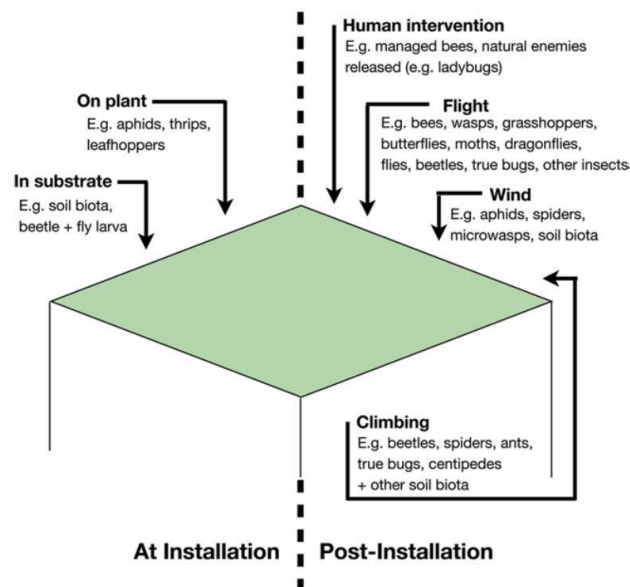 Human intervention
E.g. managed bees, natural enemies
released (e.g. ladybugs)
On plant
E.g. aphids, thrips,
leafhoppers
Flight
E.g. bees, wasps, grasshoppers,
butterflies, moths, dragonflies,
flies, beetles, true bugs, other insects
In substrate
E.g. soil biota,
beetle + fly larva
Wind
E.g. aphids, spiders,
microwasps, soil biota
Climbing
E.g. beetles, spiders, ants,
true bugs, centipedes
+ other soil biota
At Installation
Post-Installation